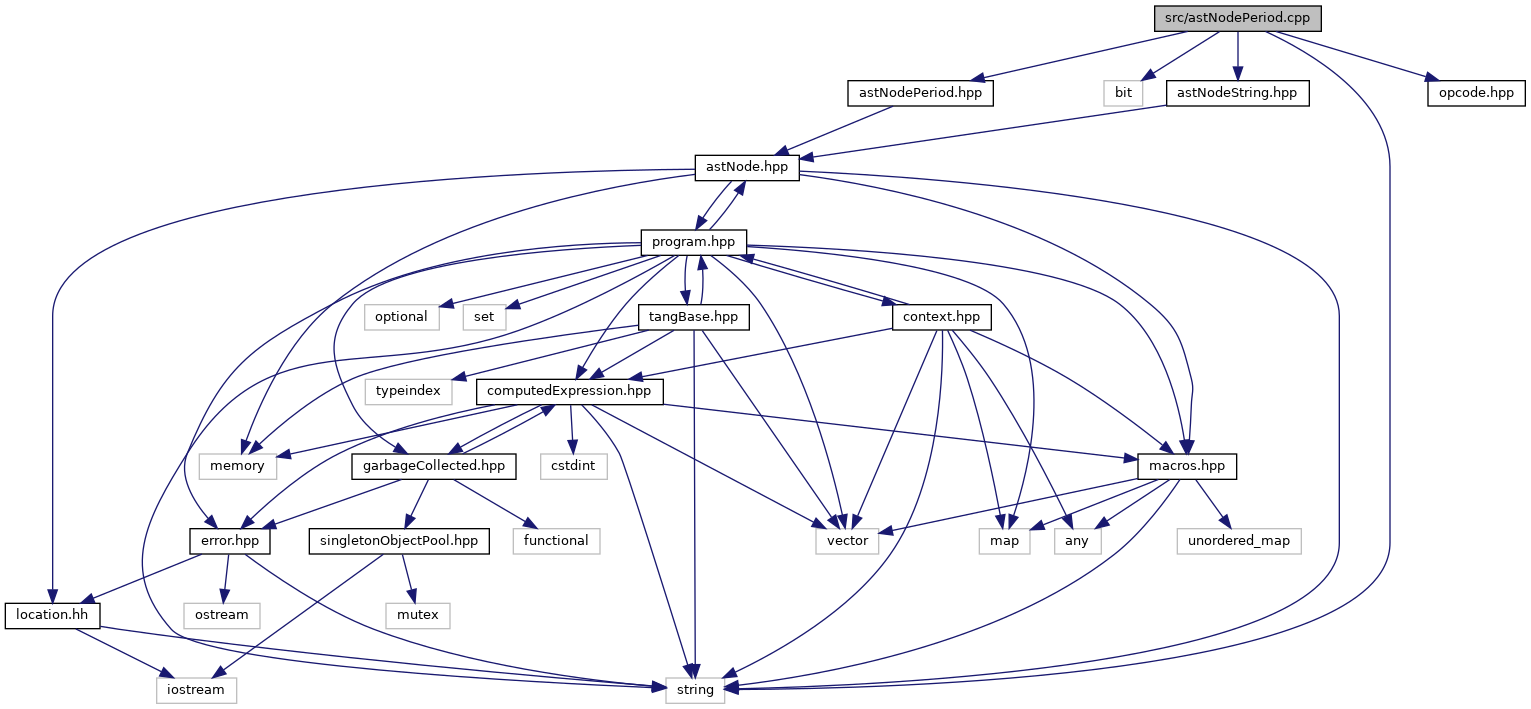 src/astNodePeriod.cpp
astNodePeriod.hpp
bit
astNodeString.hpp
opcode.hpp
astNode.hpp
program.hpp
optional
set
tangBase.hpp
context.hpp
typeindex
computedExpression.hpp
memory
garbageCollected.hpp
cstdint
macros.hpp
error.hpp
singletonObjectPool.hpp
functional
vector
map
any
unordered_map
location.hh
ostream
mutex
iostream
string